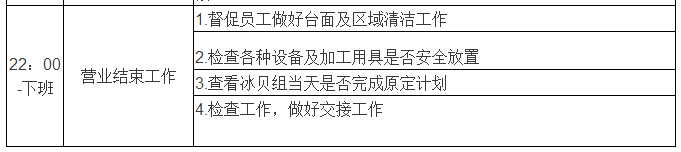 22：00
-下班
营业结束工作
1.督促员工做好台面及区域清洁工作
2.检查各种设备及加工用具是否安全放置
3.查看冰贝组当天是否完成原定计划
4.检查工作，做好交接工作